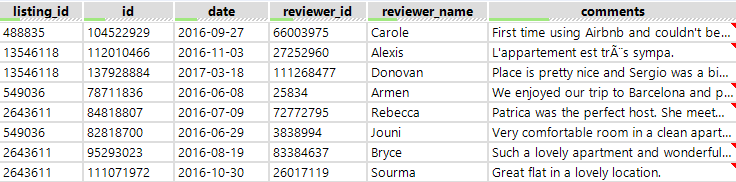 listing_id id date reviewer_id reviewer_name comments
488835 104522929 2016-09-27 66003975 Carole First time using Airbnb and couldn't be...
13546118 112010466 2016-11-03 27252960 Alexis L'appartement est trÃ¨s sympa.
13546118 137928884 2017-03-18 111268477 Donovan Place is pretty nice and Sergio was a bi...
549036 78711836 2016-06-08 25834 Armen We enjoyed our trip to Barcelona and p...
2643611 84818807 2016-07-09 72772795 Rebecca Patrica was the perfect host. She meet...
549036 82818700 2016-06-29 3838994 Jouni Very comfortable room in a clean apart...
2643611 95293023 2016-08-19 83384637 Bryce Such a lovely apartment and wonderful...
2643611 111071972 2016-10-30 26017119 Sourma Great flat in a lovely location.